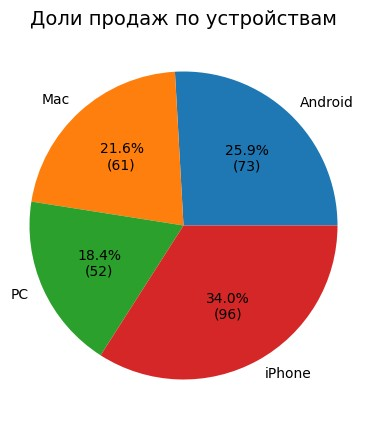 Доли продаж по устройствам
Mac
Android
21.6%
(61)
25.9%
(73)
18.4%
(52)
PC
34.0%
(96)
iPhone